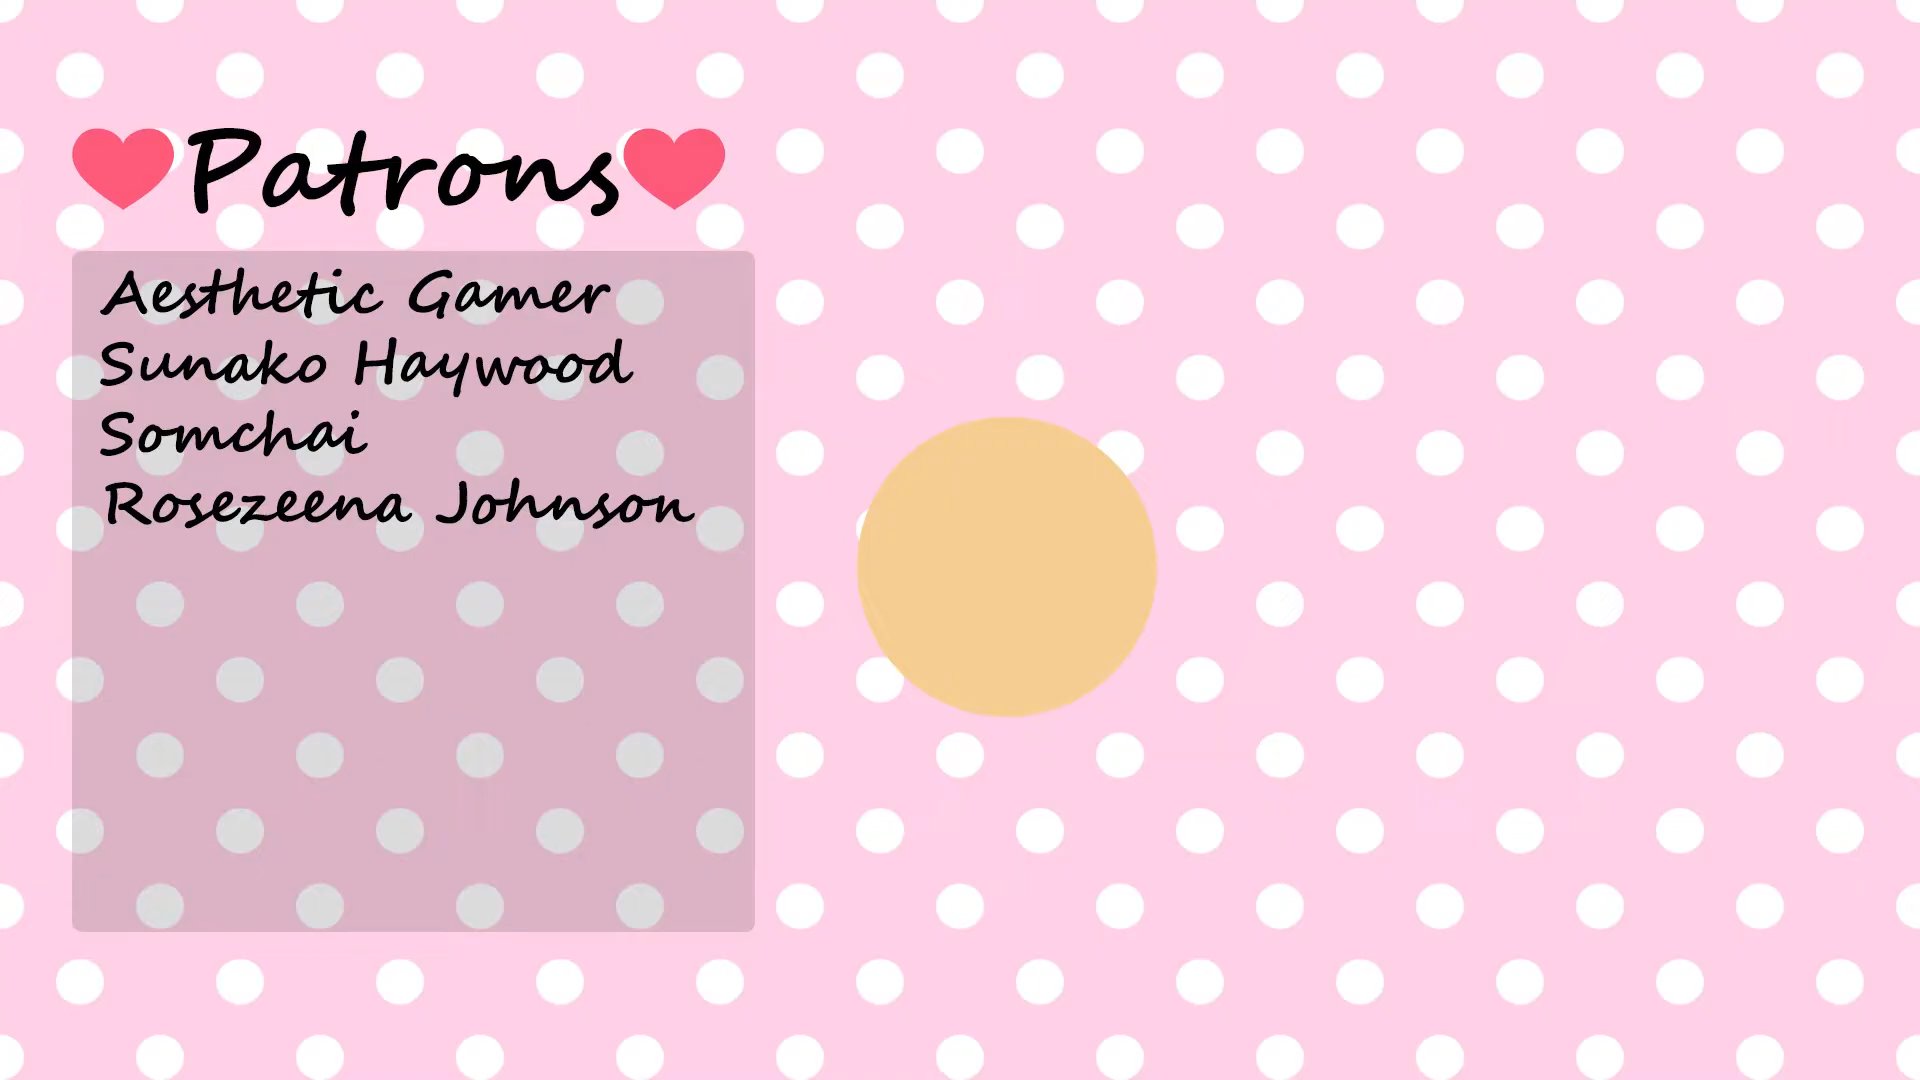 Patrons
Aesthetic Gamer
Sunako Haywood
Somchai
Rosezeena Johnson